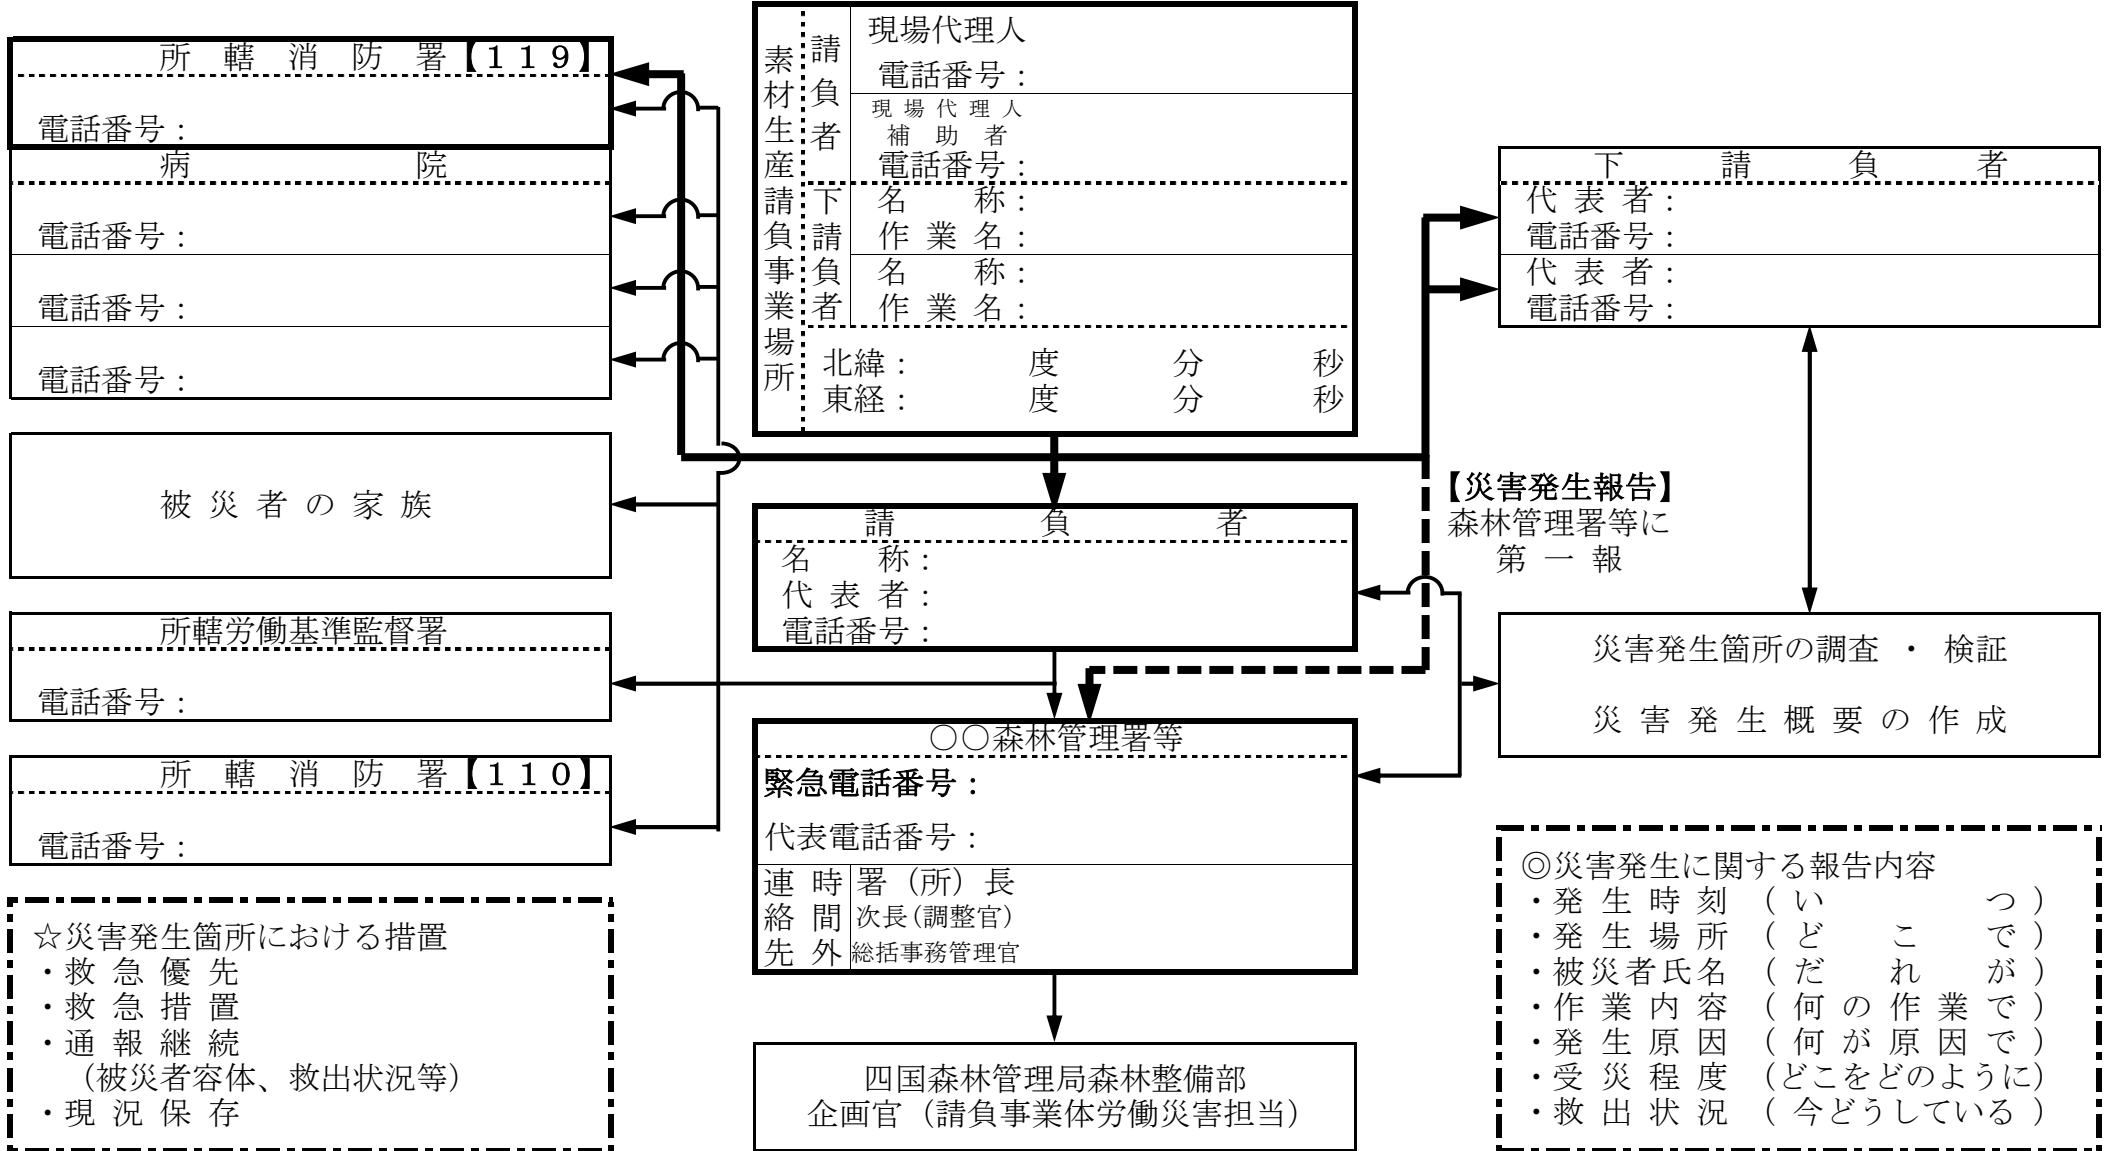 所轄消防署【１１９】
電話番号：
病院
電話番号：
電話番号：
電話番号：
被災者の家族
所轄労働基準監督署
電話番号：
所轄消防署【１１０】
電話番号：
☆災害発生箇所における措置
・救急優先
・救急措置
・通報継続
（被災者容体、救出状況等）
・現況保存
素材生産請負事業場所
請負者
現場代理人
電話番号：
現場代理人
補助者
電話番号：
下請負者
名称：
作業名：
名称：
作業名：
北緯：度分秒
東経：度分秒
請負者
名称：
代表者：
電話番号：
○○森林管理署等
緊急電話番号：
代表電話番号：
時間外連絡先
署（所）長
次長（調整官）
総括事務管理官
四国森林管理局森林整備部
企画官（請負事業体労働災害担当）
下請負者
代表者：
電話番号：
代表者：
電話番号：
【災害発生報告】
森林管理署等に
第一報
災害発生箇所の調査・検証
災害発生概要の作成
◎災害発生に関する報告内容
・発生時刻（いつ）
・発生場所（どこで）
・被災者氏名（だれが）
・作業内容（何の作業で）
・発生原因（何が原因で）
・受災程度（どこをどのように）
・救出状況（今どうしている）